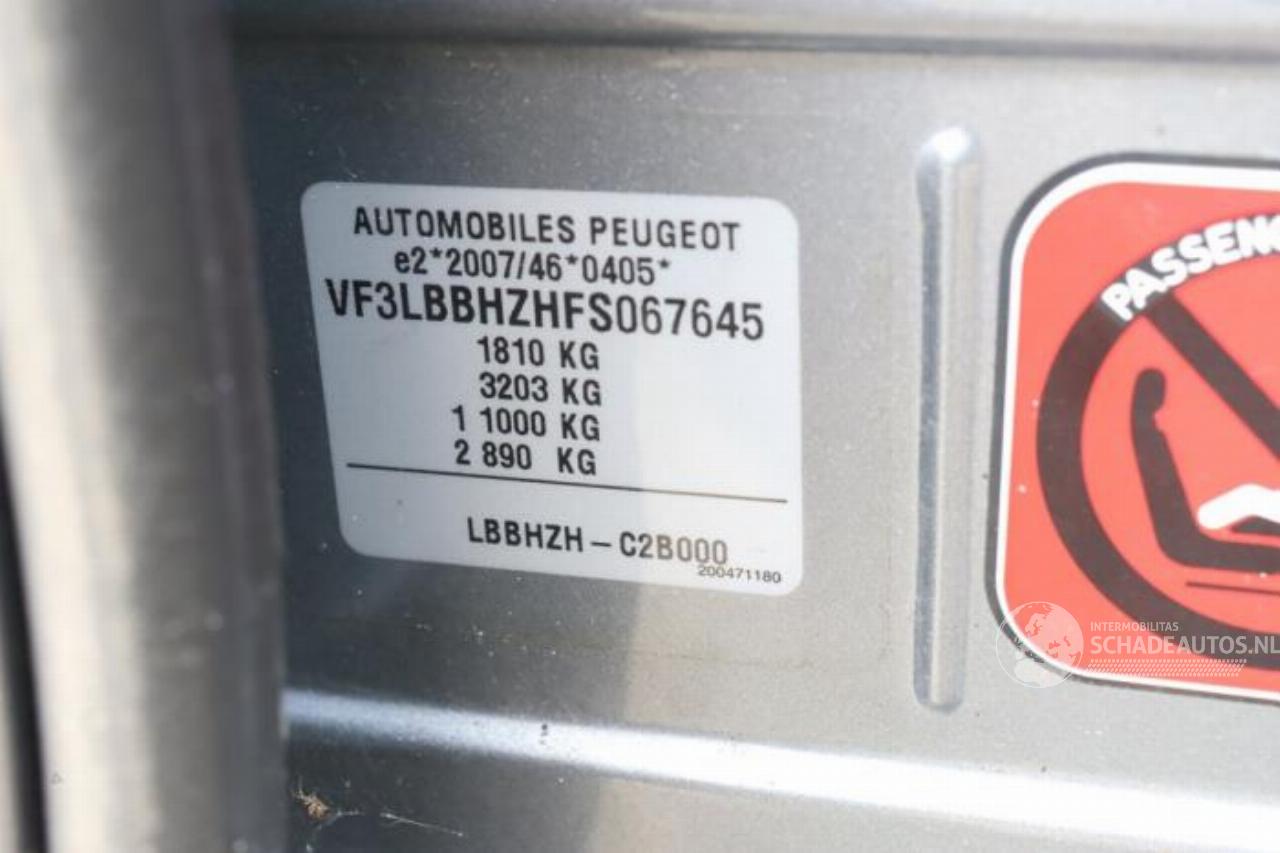 AUTOMOBILES PEUGEOT
e2*2007/46*0405*
VF3LBBHZHFS067645
1810 KG
3203 KG
1 1000 KG
2 890 KG
LBBHZH-C2B000
200471180
PASSENG
INTERMOBILITAS
SCHADEAUTOS.NL